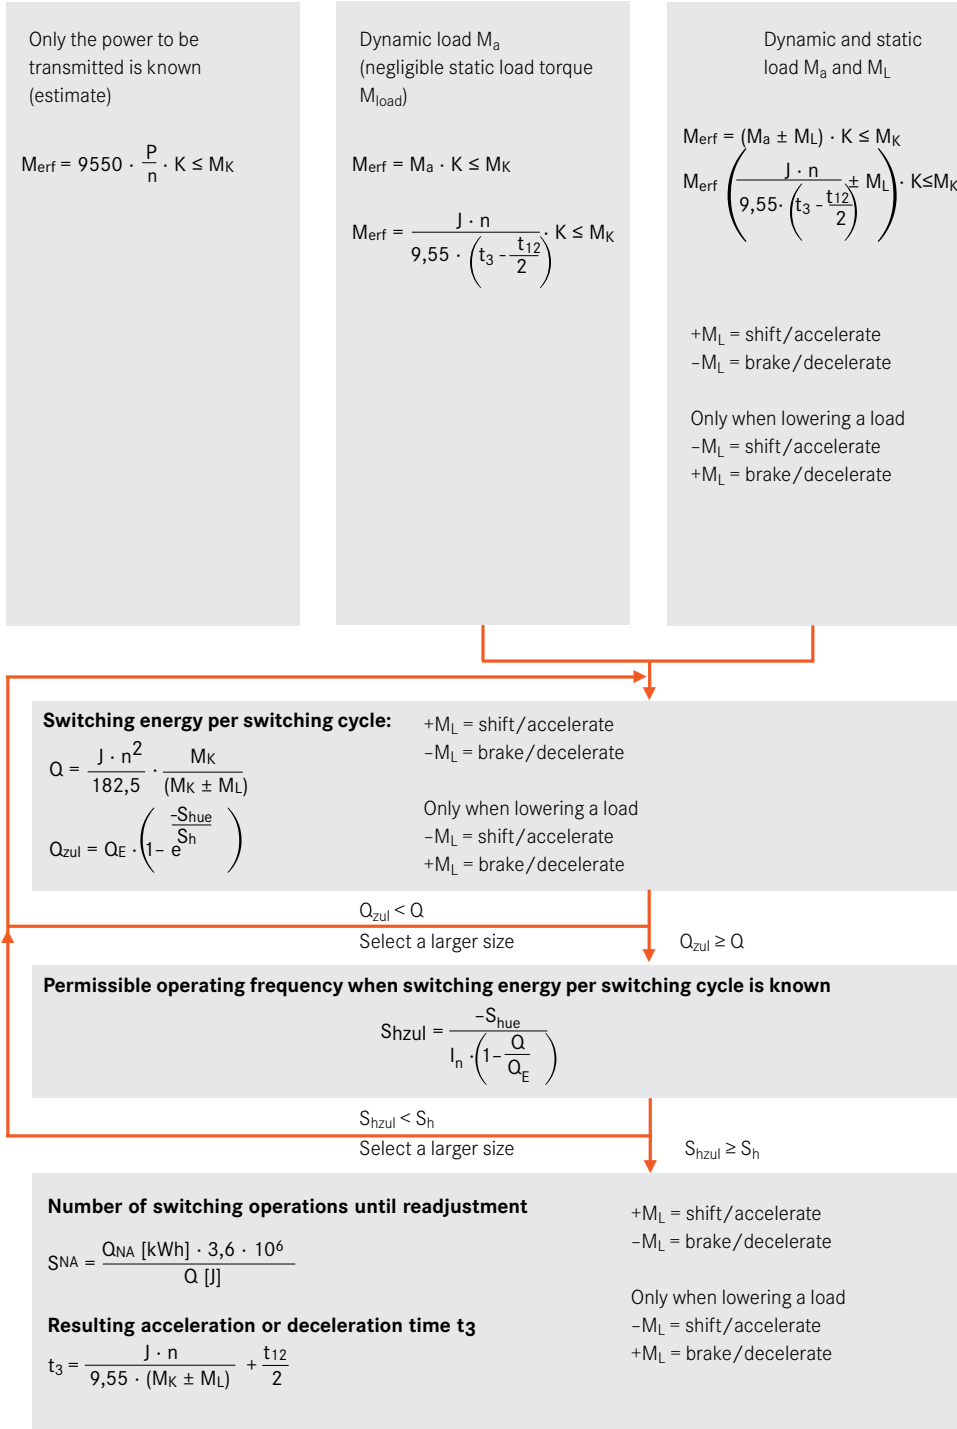 Only the power to be
transmitted is known
(estimate)
Merf = 9550 · P/n · K ≤ MK
Dynamic load Ma
(negligible static load torque
Mload)
Merf = Ma · K ≤ MK
Merf = J · n / 9,55 · (t3 - t12/2) · K ≤ MK
Dynamic and static
load Ma and ML
Merf = (Ma ± ML) · K ≤ MK
Merf (J · n / 9,55· (t3 - t12/2) ± ML) · K≤MK
+ML = shift/accelerate
–ML = brake/decelerate
Only when lowering a load
–ML = shift/accelerate
+ML = brake/decelerate
Switching energy per switching cycle:
Q = J · n² / 182,5 · MK / (MK ± ML)
Qzul = QE · (1– e -Shue/Sh)
+ML = shift/accelerate
–ML = brake/decelerate
Only when lowering a load
–ML = shift/accelerate
+ML = brake/decelerate
Qzul < Q
Select a larger size
Qzul ≥ Q
Permissible operating frequency when switching energy per switching cycle is known
Shzul = –Shue / In · (1– Q/QE)
Shzul < Sh
Select a larger size
Shzul ≥ Sh
Number of switching operations until readjustment
SNA = QNA [kWh] · 3,6 · 10⁶ / Q [J]
Resulting acceleration or deceleration time t3
t3 = J · n / 9,55 · (MK ± ML) + t12/2
+ML = shift/accelerate
–ML = brake/decelerate
Only when lowering a load
–ML = shift/accelerate
+ML = brake/decelerate